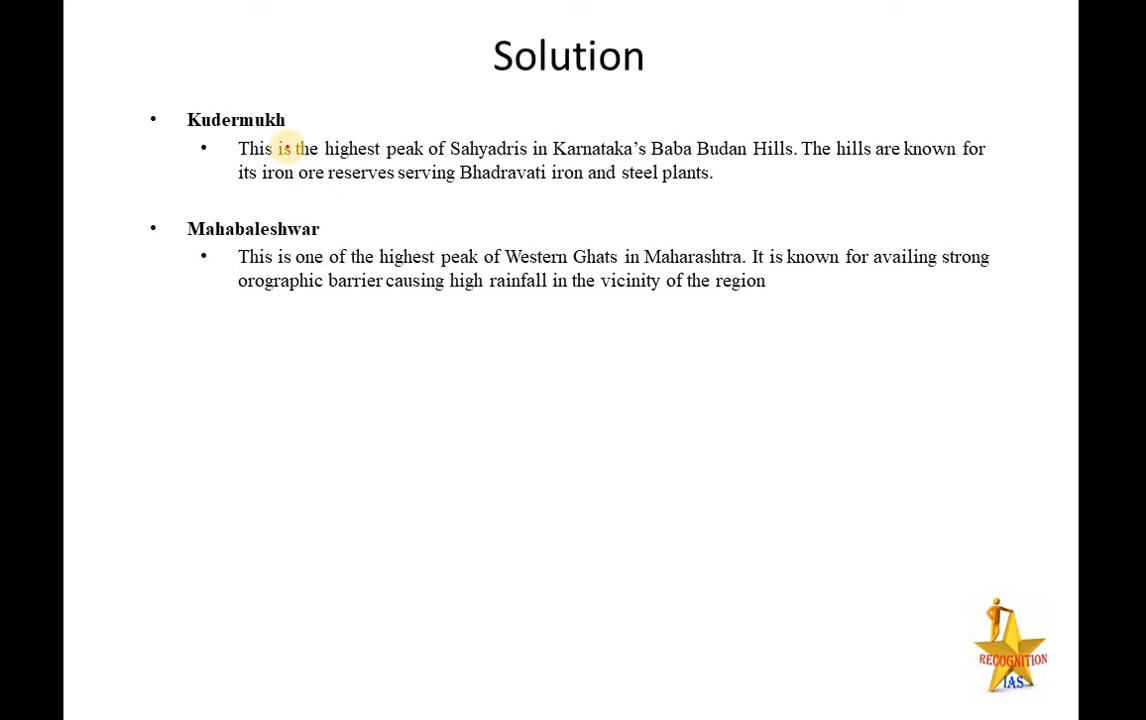 Solution
• Kudermukh
• This is the highest peak of Sahyadris in Karnataka’s Baba Budan Hills. The hills are known for
its iron ore reserves serving Bhadravati iron and steel plants.
• Mahabaleshwar
• This is one of the highest peak of Western Ghats in Maharashtra. It is known for availing strong
orographic barrier causing high rainfall in the vicinity of the region
RECOGNITION
IAS